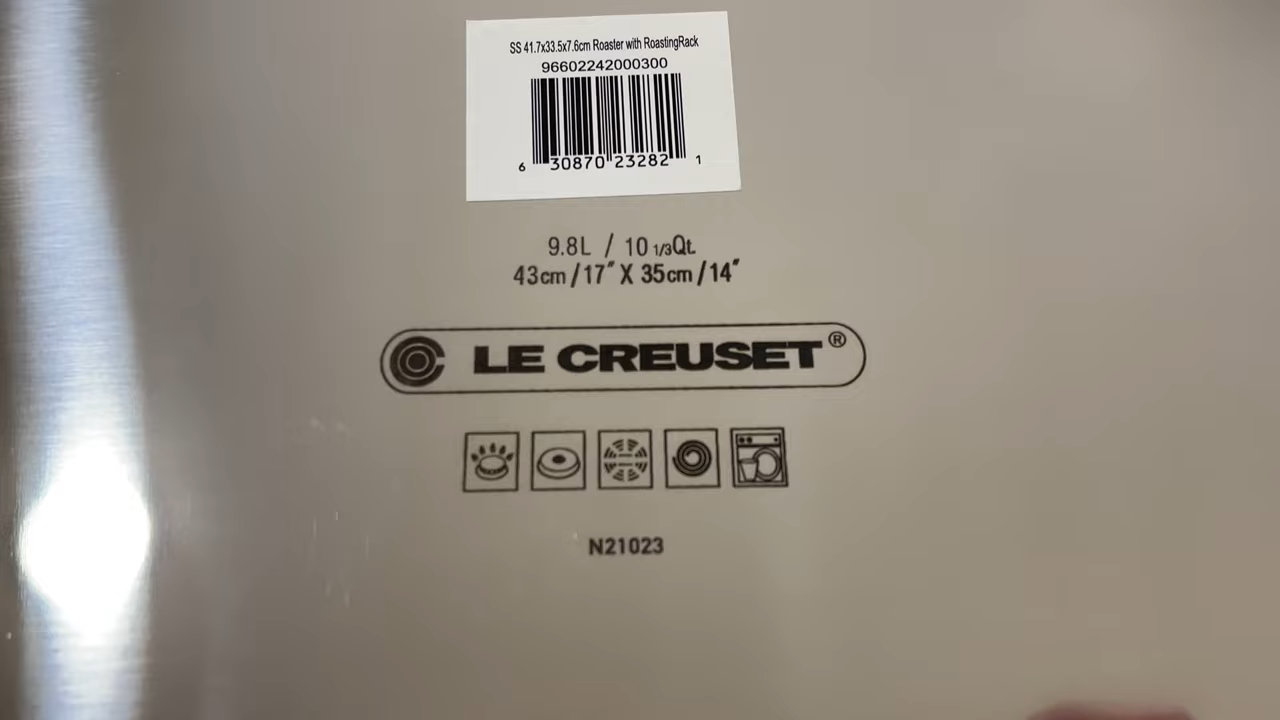 SS 41.7x33.5x7.6cm Roaster with RoastingRack
96602242000300
6 30870 23282 1
9.8L / 10 1/3Qt.
43cm/17″ X 35cm/14″
LE CREUSET®
N21023